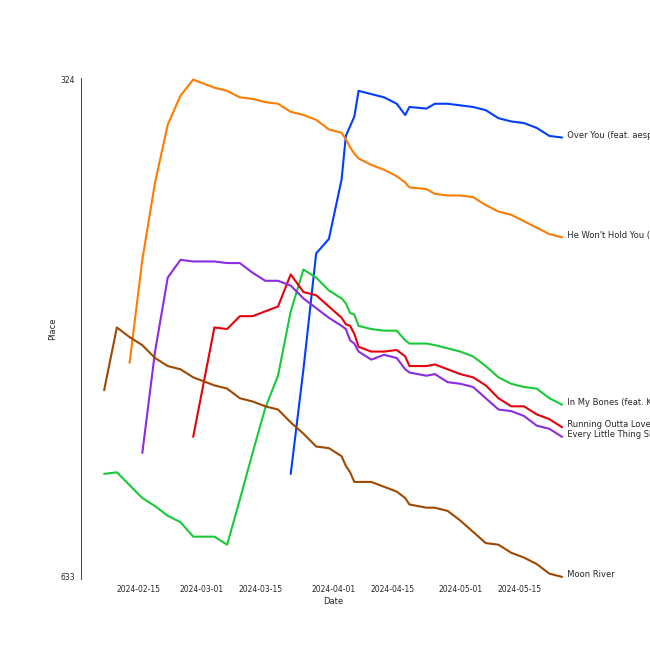 324
Over You (feat. aesp
He Won't Hold You (
Place
In My Bones (feat. K
Running Outta Love
Every Little Thing S
Moon River
633
2024-02-15 2024-03-01 2024-03-15 2024-04-01 2024-04-15 2024-05-01 2024-05-15
Date